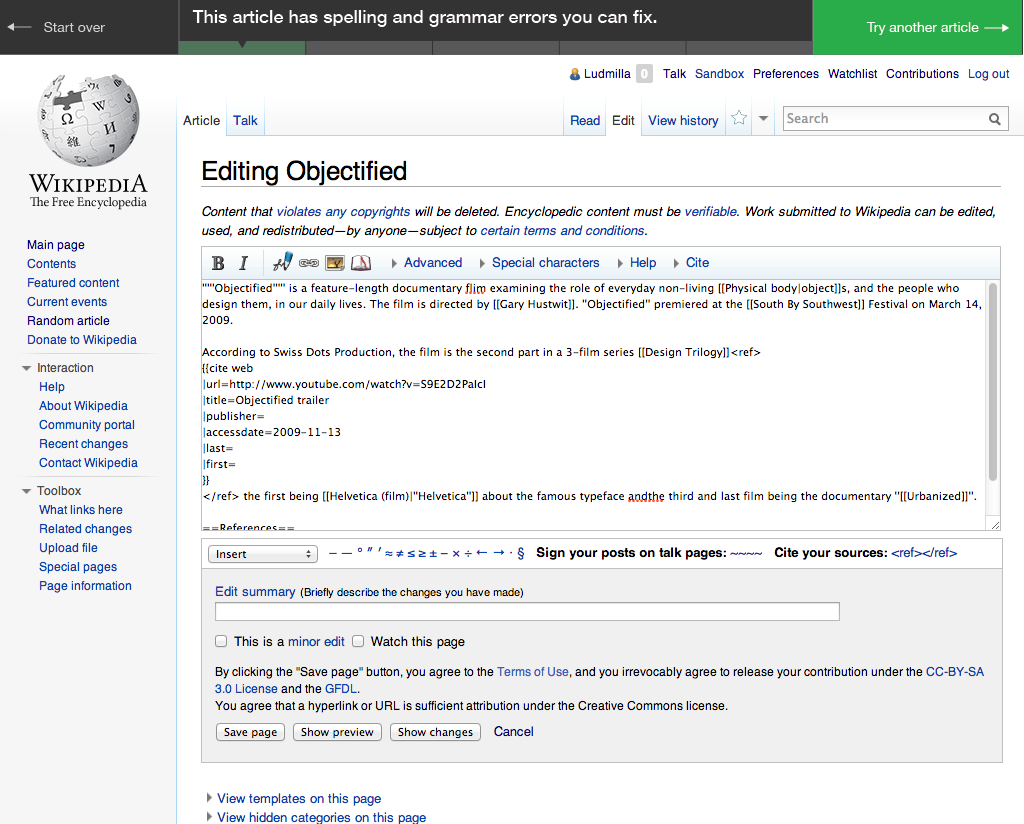 Start over
This article has spelling and grammar errors you can fix.
Try another article
Ludmilla 0 Talk Sandbox Preferences Watchlist Contributions Log out
Article Talk
Read Edit View history
Search
Ω W И 維 7
WIKIPEDIA
The Free Encyclopedia
Main page
Contents
Featured content
Current events
Random article
Donate to Wikipedia
Interaction
Help
About Wikipedia
Community portal
Recent changes
Contact Wikipedia
Toolbox
What links here
Related changes
Upload file
Special pages
Page information
Editing Objectified
Content that violates any copyrights will be deleted. Encyclopedic content must be verifiable. Work submitted to Wikipedia can be edited,
used, and redistributed—by anyone—subject to certain terms and conditions.
B I Advanced Special characters Help Cite
"""Objectified""" is a feature-length documentary flim examining the role of everyday non-living [[Physical body|object]]s, and the people who
design them, in our daily lives. The film is directed by [[Gary Hustwit]]. "Objectified" premiered at the [[South By Southwest]] Festival on March 14,
2009.
According to Swiss Dots Production, the film is the second part in a 3-film series [[Design Trilogy]]<ref>
{{cite web
|url=http://www.youtube.com/watch?v=S9E2D2PaIcI
|title=Objectified trailer
|publisher=
|accessdate=2009-11-13
|last=
|first=
}}
</ref> the first being [[Helvetica (film)|"Helvetica"]] about the famous typeface andthe third and last film being the documentary "[[Urbanized]]".
==References==
Insert – — ° ″ ′ ≈ ≠ ≤ ≥ ± − × ÷ ← → · § Sign your posts on talk pages: ~~~~ Cite your sources: <ref></ref>
Edit summary (Briefly describe the changes you have made)
This is a minor edit Watch this page
By clicking the "Save page" button, you agree to the Terms of Use, and you irrevocably agree to release your contribution under the CC-BY-SA
3.0 License and the GFDL.
You agree that a hyperlink or URL is sufficient attribution under the Creative Commons license.
Save page Show preview Show changes Cancel
View templates on this page
View hidden categories on this page